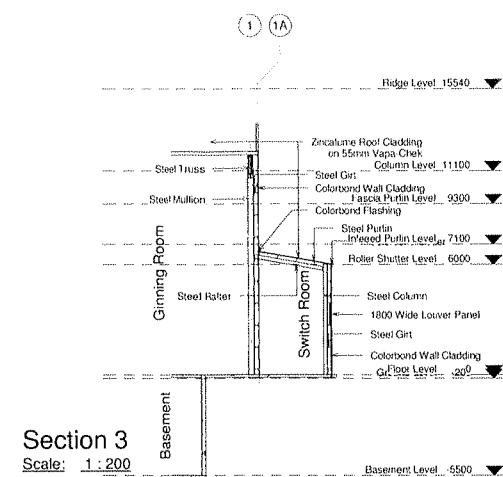 1 1A
Ridge Level 15540
Zincalume Roof Cladding
on 55mm Vapa-Chek
Column Level 11100
Steel Truss
Steel Girt
Colorbond Wall Cladding
Steel Mullion
Fascia Purlin Level 9300
Colorbond Flashing
Steel Purlin
Purlin Level 7100
Roller Shutter Level 6000
Ginning Room
Steel Rafter
Switch Room
Steel Column
1800 Wide Louver Panel
Steel Girt
Colorbond Wall Cladding
Floor Level -200
Basement
Section 3
Scale: 1 : 200
Basement Level -5500